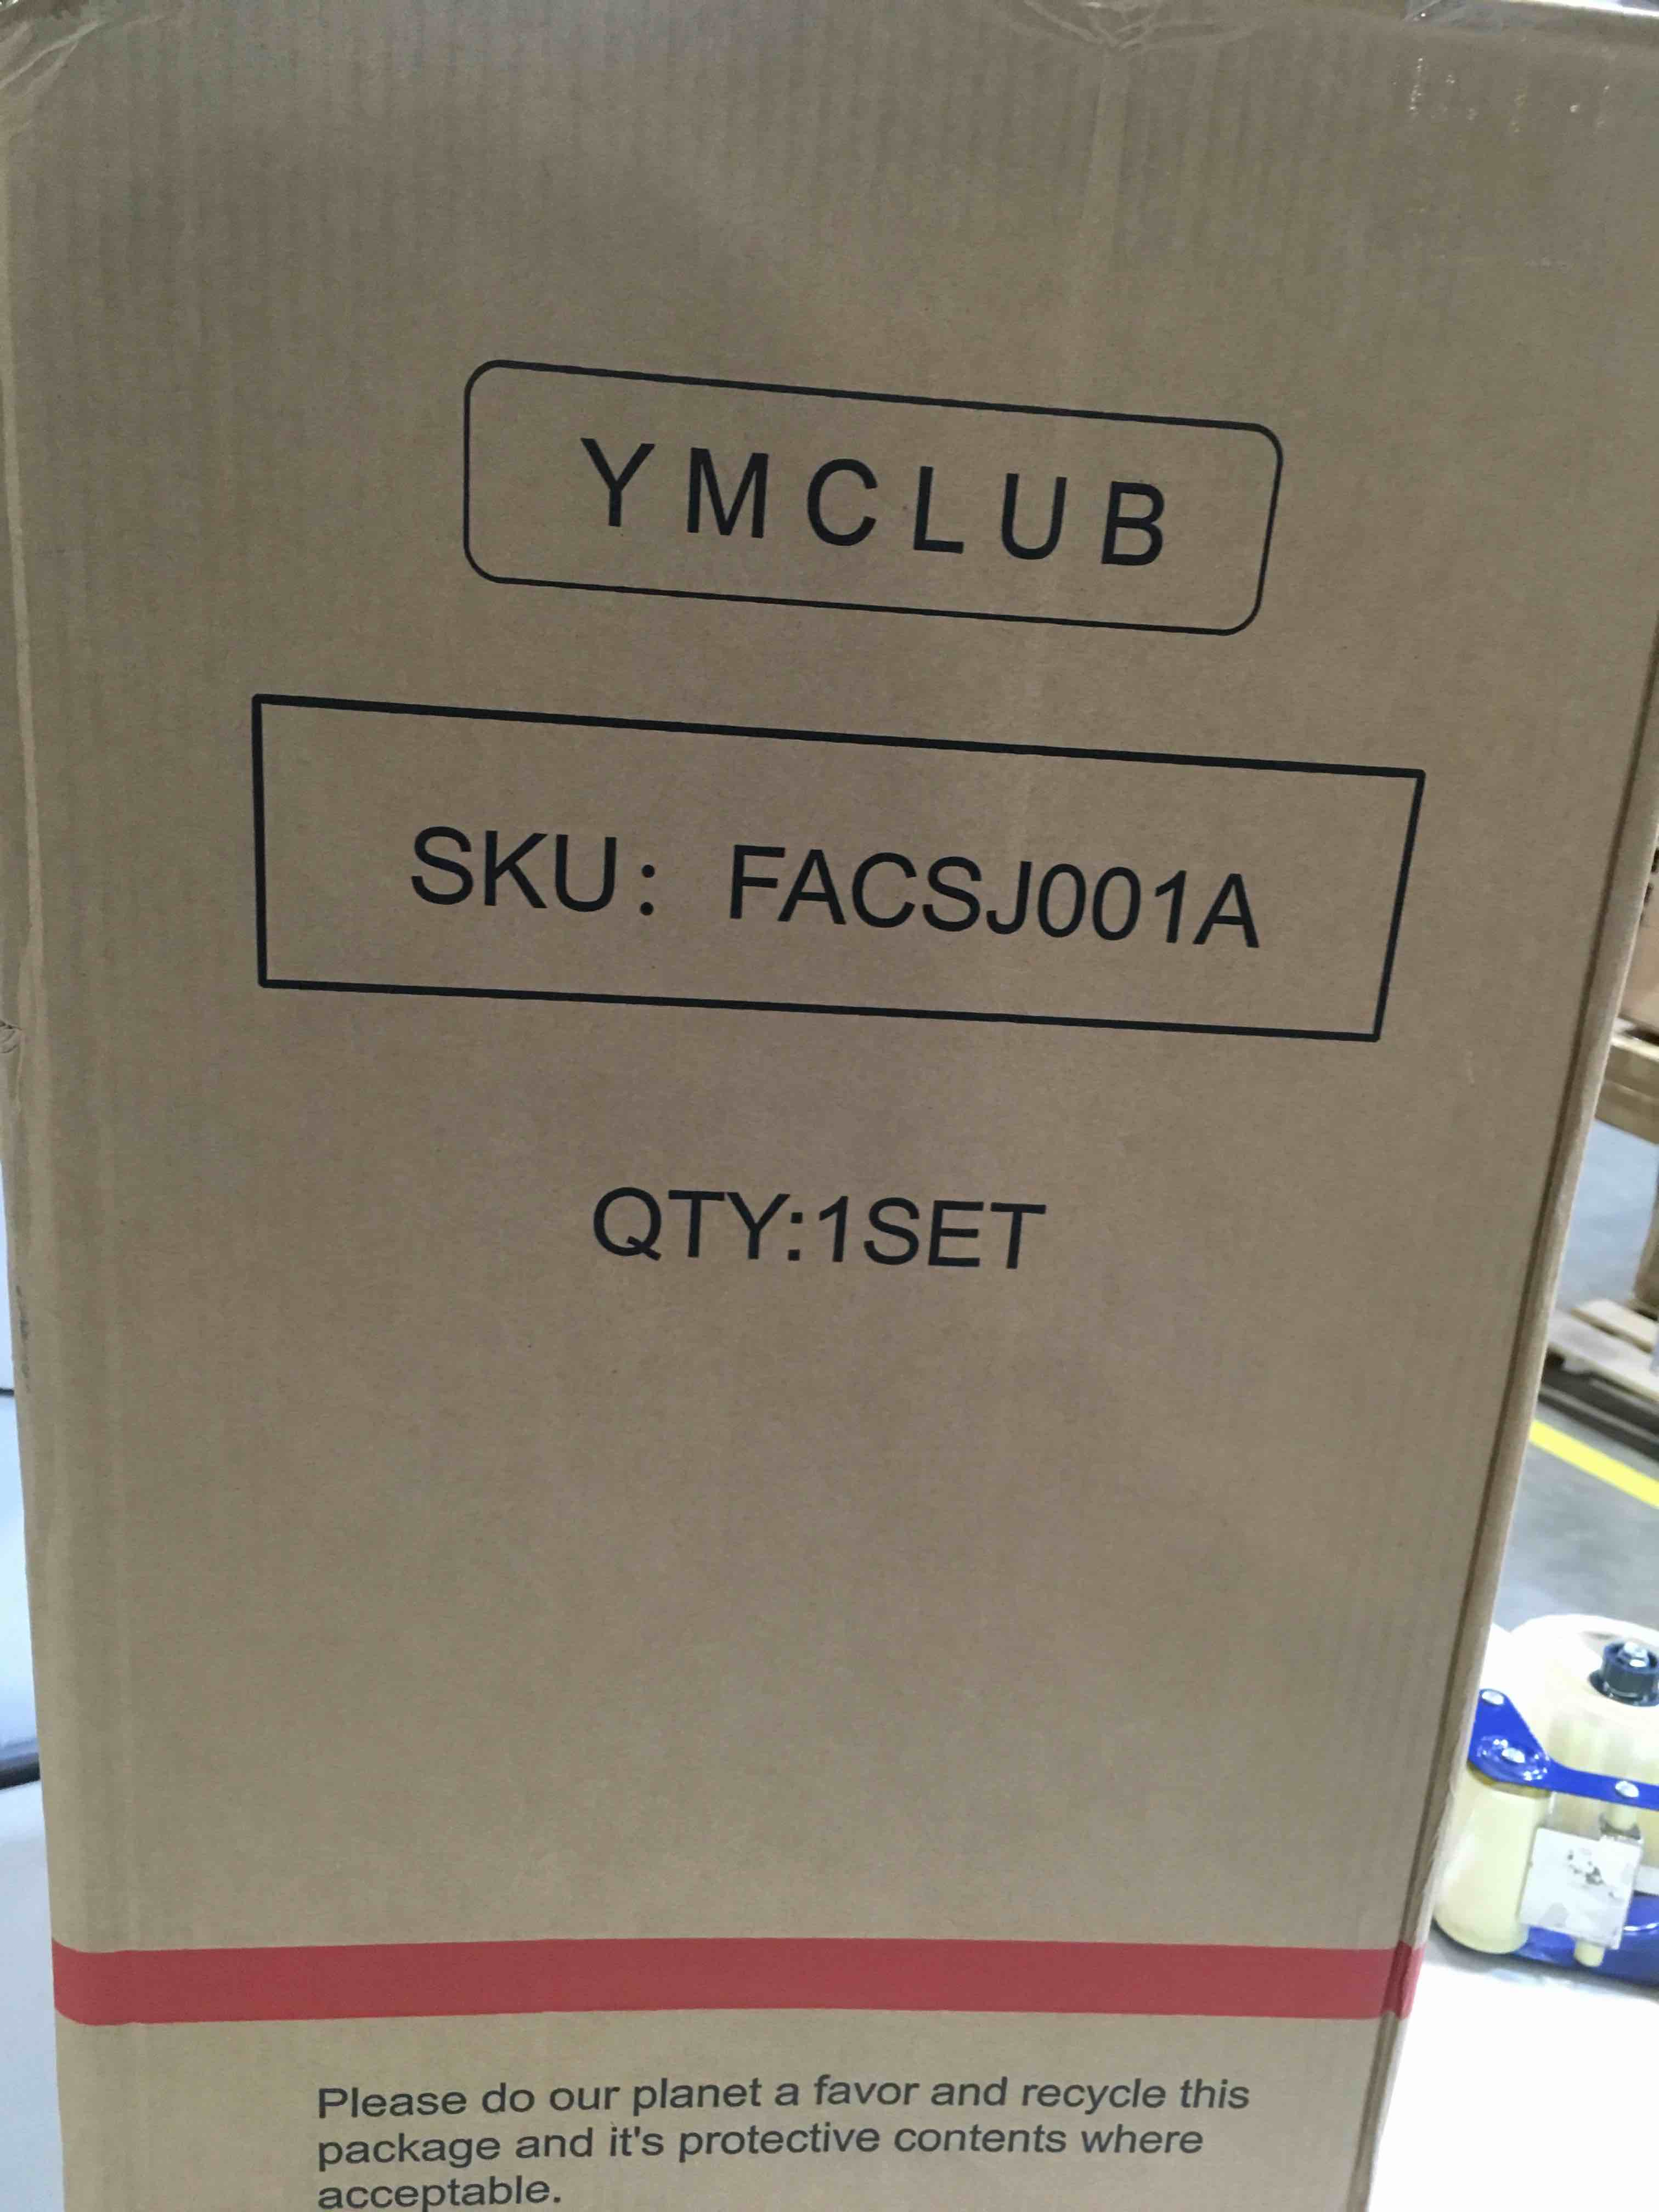 YMCLUB
SKU: FACSJ001A
QTY:1SET
Please do our planet a favor and recycle this
package and it's protective contents where
acceptable.